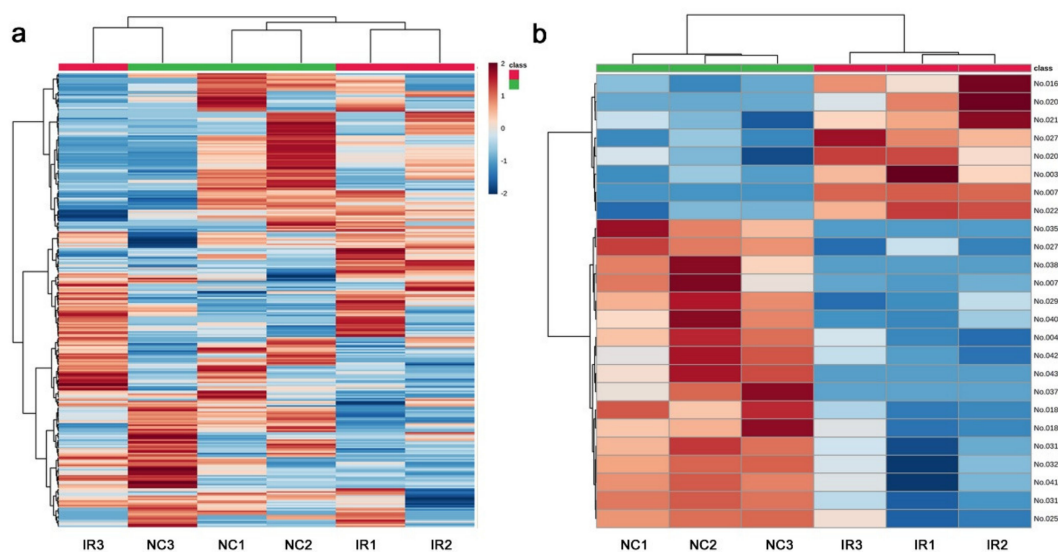 a
class
2
1
0
-1
-2
IR3 NC3 NC1 NC2 IR1 IR2
b
class
No.016
No.020
No.021
No.027
No.020
No.003
No.007
No.022
No.035
No.027
No.038
No.007
No.029
No.040
No.004
No.042
No.043
No.037
No.018
No.018
No.031
No.032
No.041
No.031
No.025
NC1 NC2 NC3 IR3 IR1 IR2